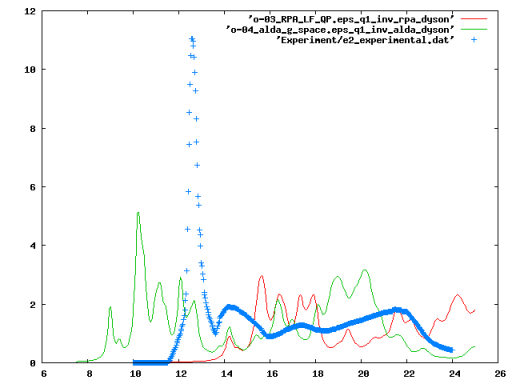 12
'o-03_RPA_LF_QP.eps_q1_inv_rpa_dyson'
'o-04_alda_g_space.eps_q1_inv_alda_dyson'
'Experiment/e2_experimental.dat'
10
8
6
4
2
0
6 8 10 12 14 16 18 20 22 24 26